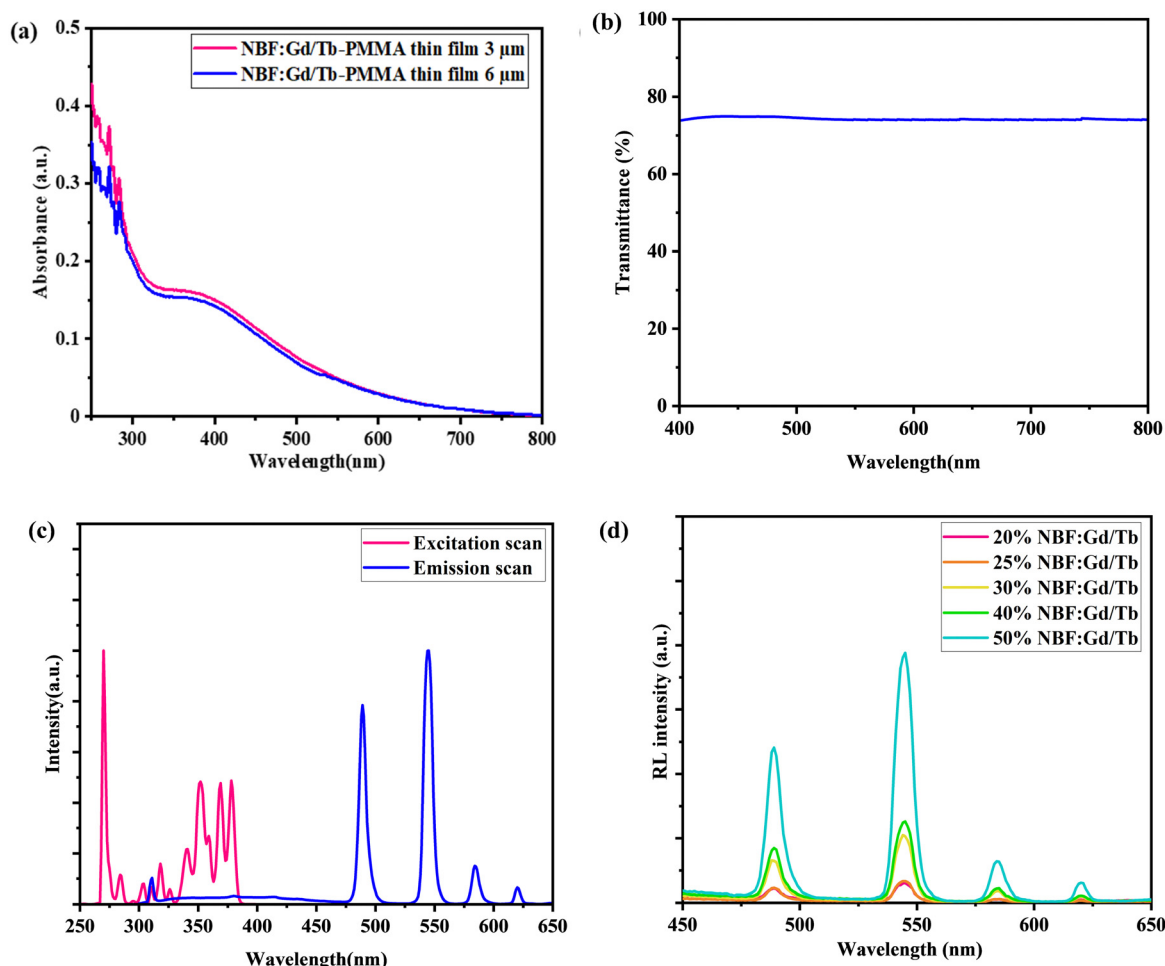 (a)
NBF:Gd/Tb-PMMA thin film 3 µm
NBF:Gd/Tb-PMMA thin film 6 µm
Absorbance (a.u.)
0.5
0.4
0.3
0.2
0.1
0
300 400 500 600 700 800
Wavelength(nm)
(b)
Transmittance (%)
100
80
60
40
20
0
400 500 600 700 800
Wavelength(nm
(c)
Excitation scan
Emission scan
Intensity(a.u.)
250 300 350 400 450 500 550 600 650
Wavelength(nm)
(d)
20% NBF:Gd/Tb
25% NBF:Gd/Tb
30% NBF:Gd/Tb
40% NBF:Gd/Tb
50% NBF:Gd/Tb
RL intensity (a.u.)
450 500 550 600 650
Wavelength (nm)